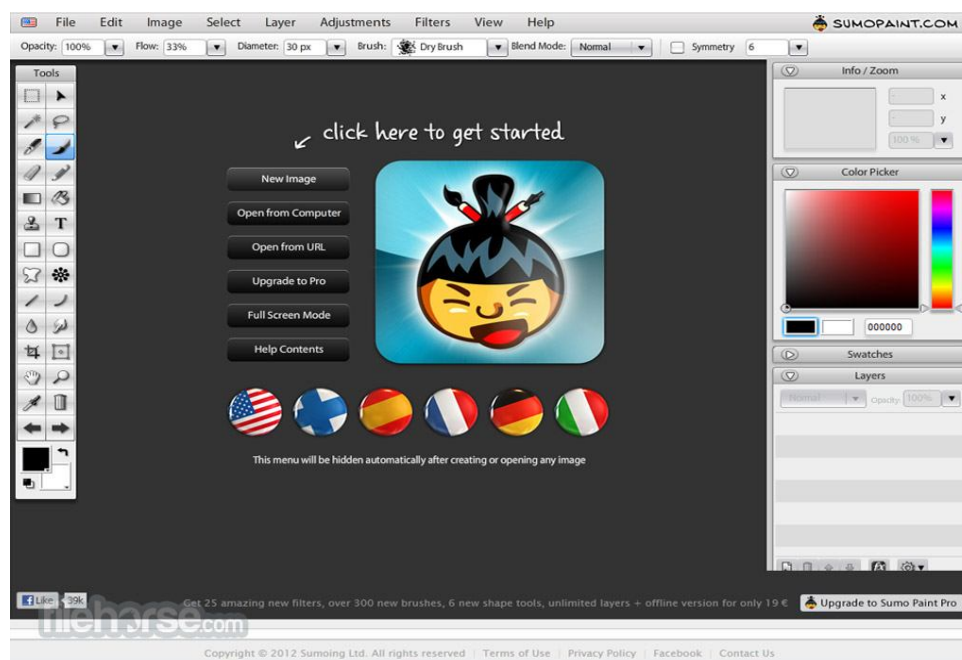 File Edit Image Select Layer Adjustments Filters View Help SUMOPAINT.COM
Opacity: 100% Flow: 33% Diameter: 30 px Brush: Dry Brush Blend Mode: Normal Symmetry 6
Tools
T
click here to get started
New Image
Open from Computer
Open from URL
Upgrade to Pro
Full Screen Mode
Help Contents
This menu will be hidden automatically after creating or opening any image
Info / Zoom
x
y
100 %
Color Picker
000000
Swatches
Layers
Normal Opacity: 100%
Like 39k
Get 25 amazing new filters, over 300 new brushes, 6 new shape tools, unlimited layers + offline version for only 19 € Upgrade to Sumo Paint Pro
filehorse.com
Copyright © 2012 Sumoing Ltd. All rights reserved | Terms of Use | Privacy Policy | Facebook | Contact Us